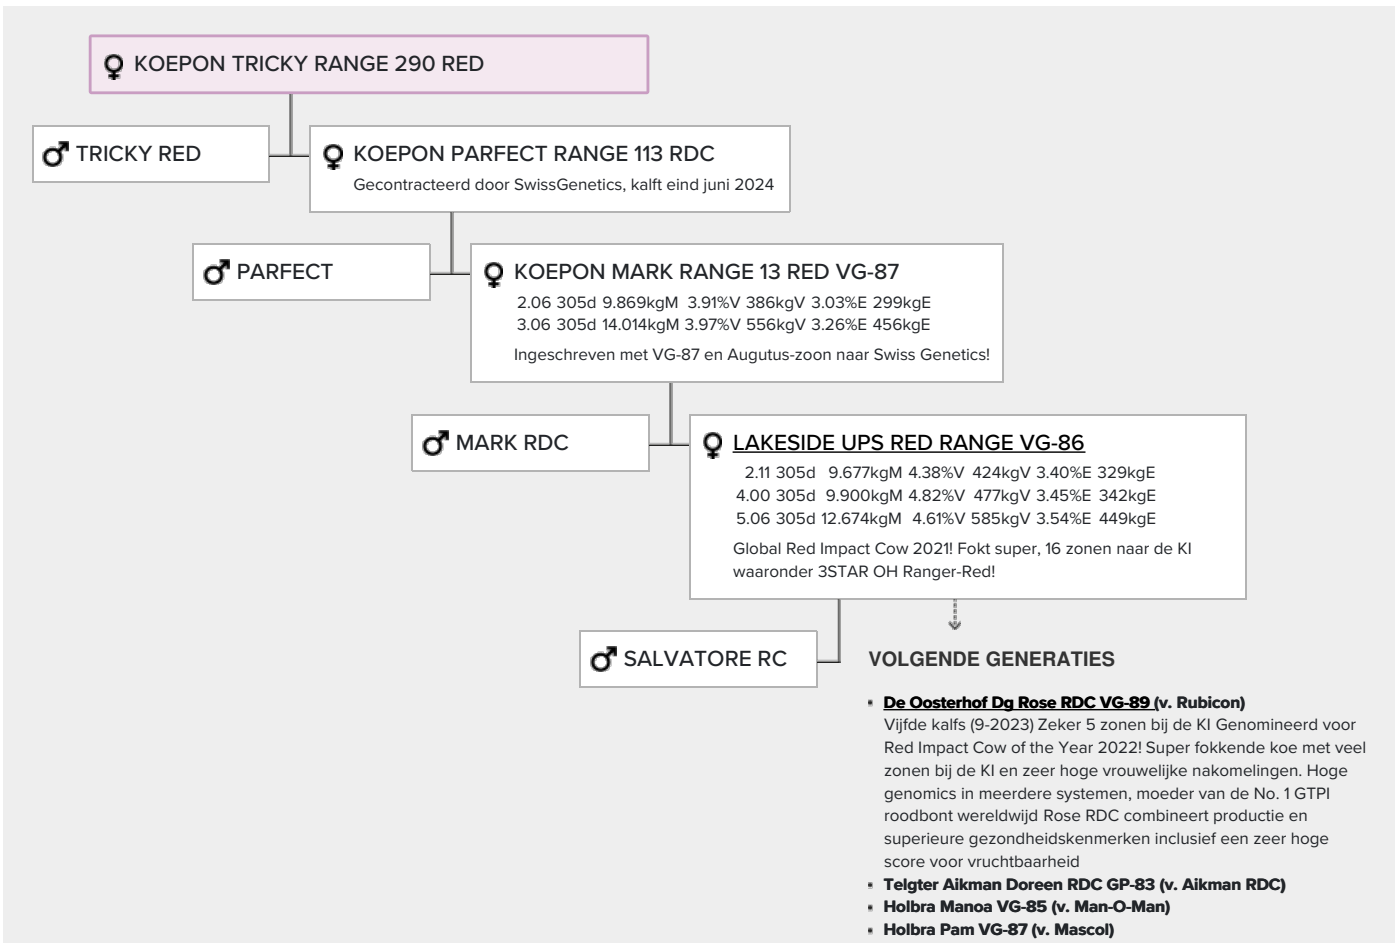 KOEPON TRICKY RANGE 290 RED
TRICKY RED
KOEPON PARFECT RANGE 113 RDC
Gecontracteerd door SwissGenetics, kalft eind juni 2024
PARFECT
KOEPON MARK RANGE 13 RED VG-87
2.06 305d 9.869kgM 3.91%V 386kgV 3.03%E 299kgE
3.06 305d 14.014kgM 3.97%V 556kgV 3.26%E 456kgE
Ingeschreven met VG-87 en Augutus-zoon naar Swiss Genetics!
MARK RDC
LAKESIDE UPS RED RANGE VG-86
2.11 305d 9.677kgM 4.38%V 424kgV 3.40%E 329kgE
4.00 305d 9.900kgM 4.82%V 477kgV 3.45%E 342kgE
5.06 305d 12.674kgM 4.61%V 585kgV 3.54%E 449kgE
Global Red Impact Cow 2021! Fokt super, 16 zonen naar de KI
waaronder 3STAR OH Ranger-Red!
SALVATORE RC
VOLGENDE GENERATIES
De Oosterhof Dg Rose RDC VG-89 (v. Rubicon)
Vijfde kalfs (9-2023) Zeker 5 zonen bij de KI Genomineerd voor
Red Impact Cow of the Year 2022! Super fokkende koe met veel
zonen bij de KI en zeer hoge vrouwelijke nakomelingen. Hoge
genomics in meerdere systemen, moeder van de No. 1 GTPI
roodbont wereldwijd Rose RDC combineert productie en
superieure gezondheidskenmerken inclusief een zeer hoge
score voor vruchtbaarheid
Telgter Aikman Doreen RDC GP-83 (v. Aikman RDC)
Holbra Manoa VG-85 (v. Man-O-Man)
Holbra Pam VG-87 (v. Mascol)